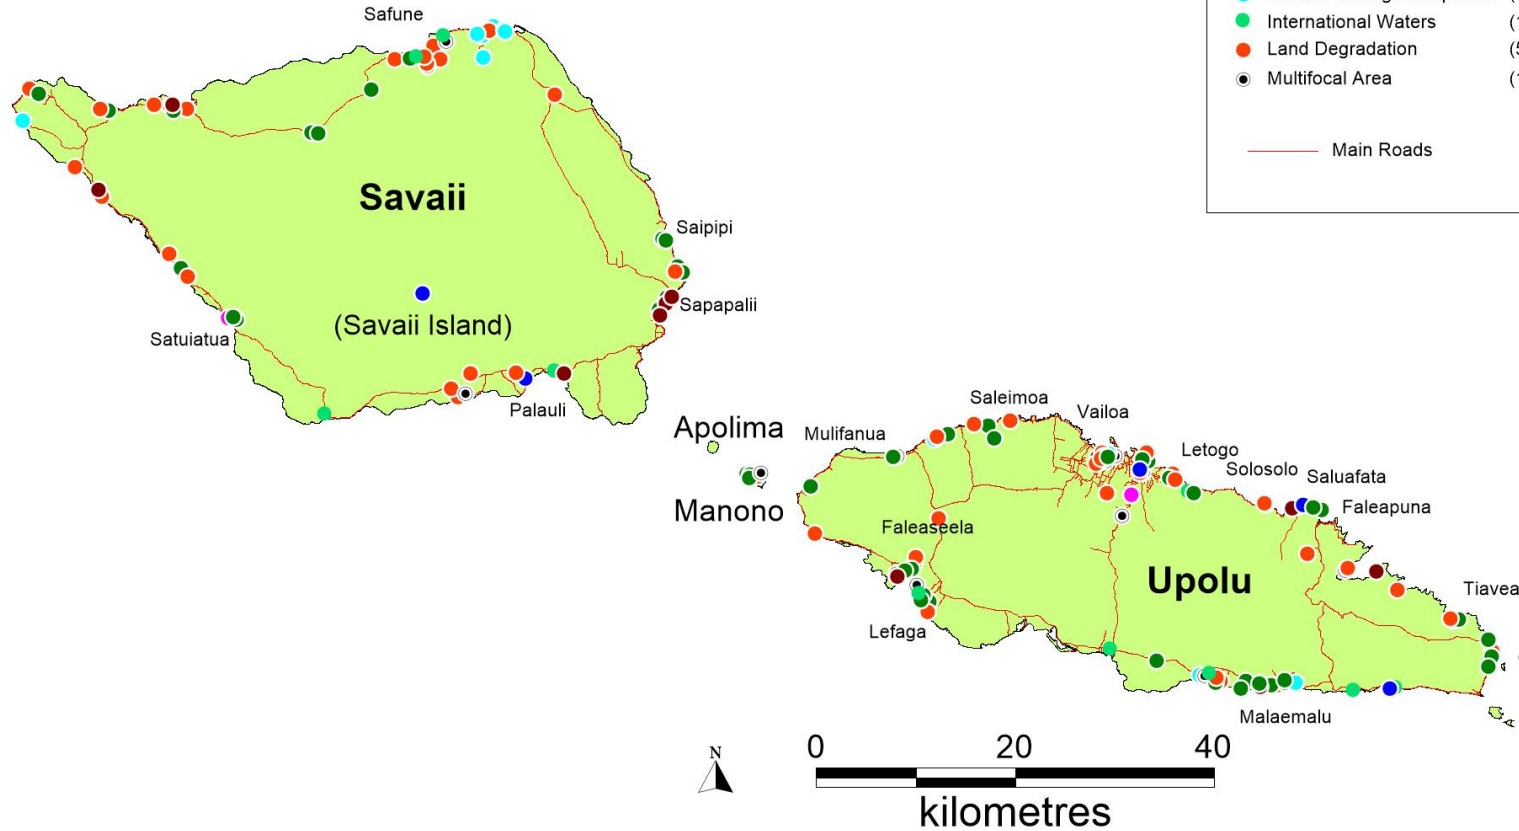 Safune
International Waters
Land Degradation
Multifocal Area
Main Roads
Savaii
Saipipi
Sapapalii
(Savaii Island)
Satuiatua
Palauli
Apolima
Manono
Mulifanua
Saleimoa
Vailoa
Letogo
Solosolo
Saluafata
Faleapuna
Faleaseela
Upolu
Tiavea
Lefaga
Malaemalu
N
0 20 40
kilometres